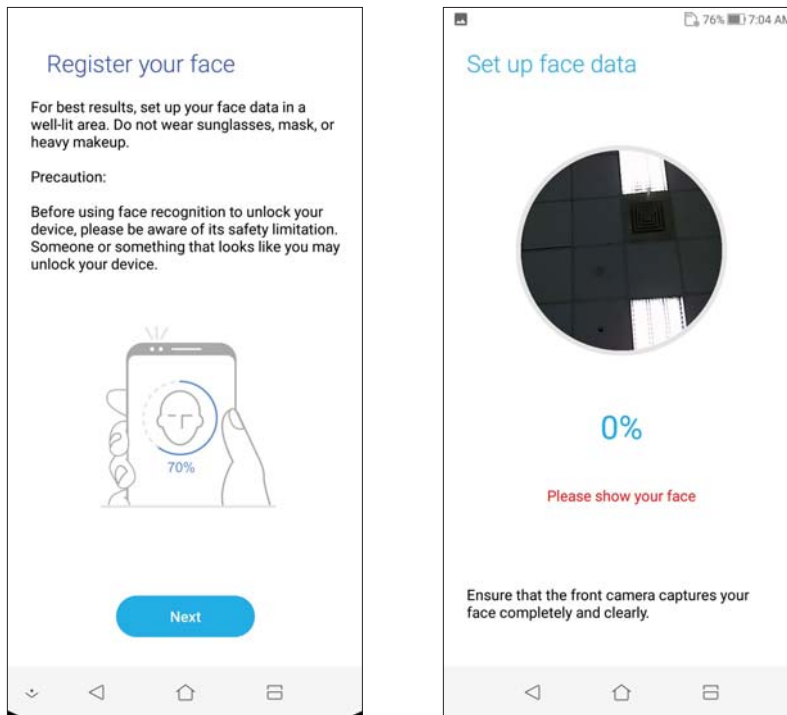 Register your face
For best results, set up your face data in a
well-lit area. Do not wear sunglasses, mask, or
heavy makeup.
Precaution:
Before using face recognition to unlock your
device, please be aware of its safety limitation.
Someone or something that looks like you may
unlock your device.
70%
Next
76% 7:04 AM
Set up face data
0%
Please show your face
Ensure that the front camera captures your
face completely and clearly.